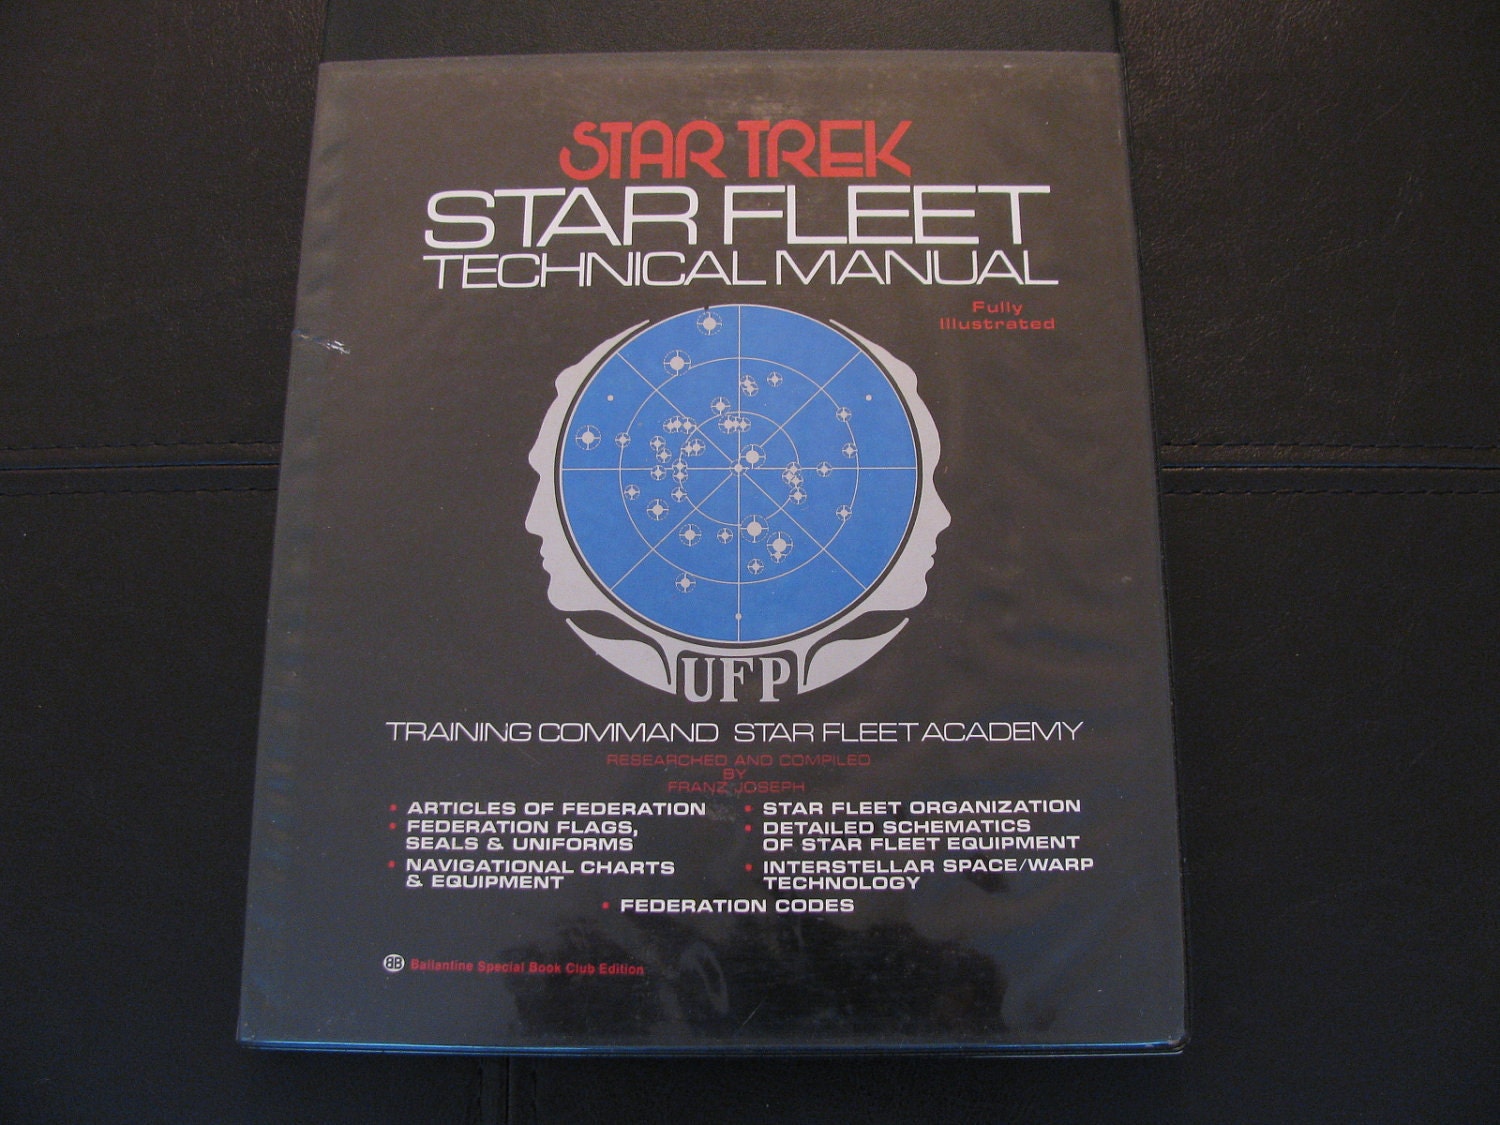 STAR TREK
STAR FLEET
TECHNICAL MANUAL
Fully
Illustrated
UFP
TRAINING COMMAND STAR FLEET ACADEMY
RESEARCHED AND COMPILED
BY
FRANZ JOSEPH
• ARTICLES OF FEDERATION
• FEDERATION FLAGS,
SEALS & UNIFORMS
• NAVIGATIONAL CHARTS
& EQUIPMENT
• STAR FLEET ORGANIZATION
• DETAILED SCHEMATICS
OF STAR FLEET EQUIPMENT
• INTERSTELLAR SPACE/WARP
TECHNOLOGY
• FEDERATION CODES
BB Ballantine Special Book Club Edition